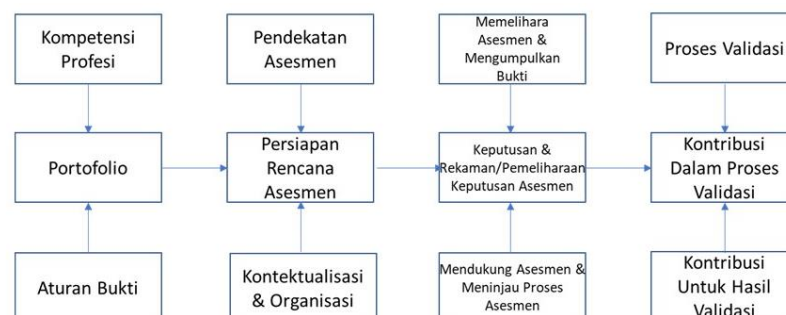 Kompetensi
Profesi
Pendekatan
Asesmen
Memelihara
Asesmen &
Mengumpulkan
Bukti
Proses Validasi
Portofolio
Persiapan
Rencana
Asesmen
Keputusan &
Rekaman/Pemeliharaan
Keputusan Asesmen
Kontribusi
Dalam Proses
Validasi
Aturan Bukti
Kontektualisasi
& Organisasi
Mendukung Asesmen &
Meninjau Proses
Asesmen
Kontribusi
Untuk Hasil
Validasi